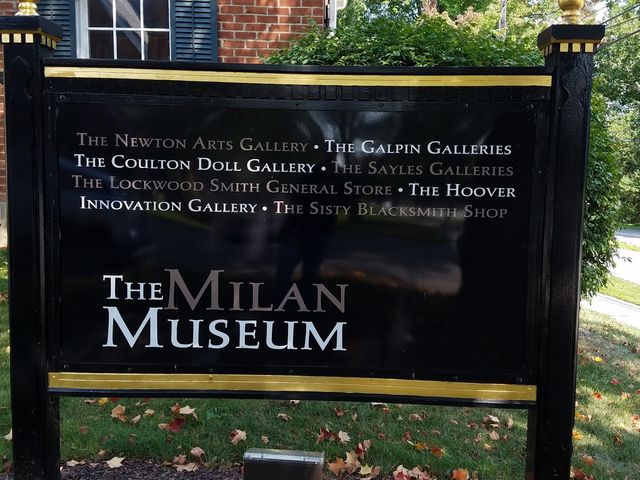 The Newton Arts Gallery • The Galpin Galleries
The Coulton Doll Gallery • The Sayles Galleries
The Lockwood Smith General Store • The Hoover
Innovation Gallery • The Sisty Blacksmith Shop
The Milan
Museum